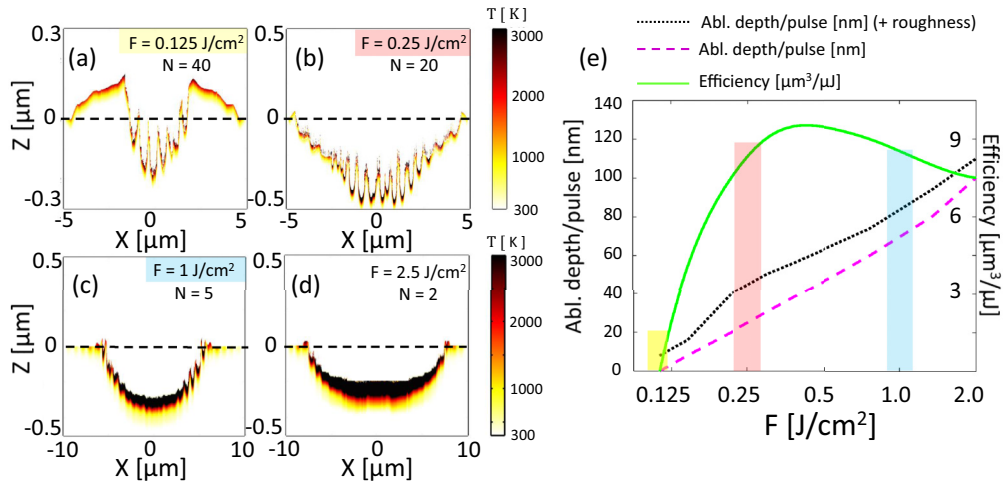 (a)
F = 0.125 J/cm²
N = 40
Z [μm]
0.3
0
-0.3
-5
0
5
X [μm]
(b)
F = 0.25 J/cm²
N = 20
0.5
0
-0.5
-5
0
5
X [μm]
T [K]
3000
2000
1000
300
(c)
F = 1 J/cm²
N = 5
Z [μm]
0.5
0
-0.5
-10
0
10
X [μm]
(d)
F = 2.5 J/cm²
N = 2
0.5
0
-0.5
-10
0
10
X [μm]
T [K]
3000
2000
1000
300
Abl. depth/pulse [nm] (+ roughness)
Abl. depth/pulse [nm]
Efficiency [μm³/μJ]
(e)
Abl. depth/pulse [nm]
140
120
100
80
60
40
20
0
9
6
3
Efficiency [μm³/μJ]
0.125
0.25
0.5
1.0
2.0
F [J/cm²]